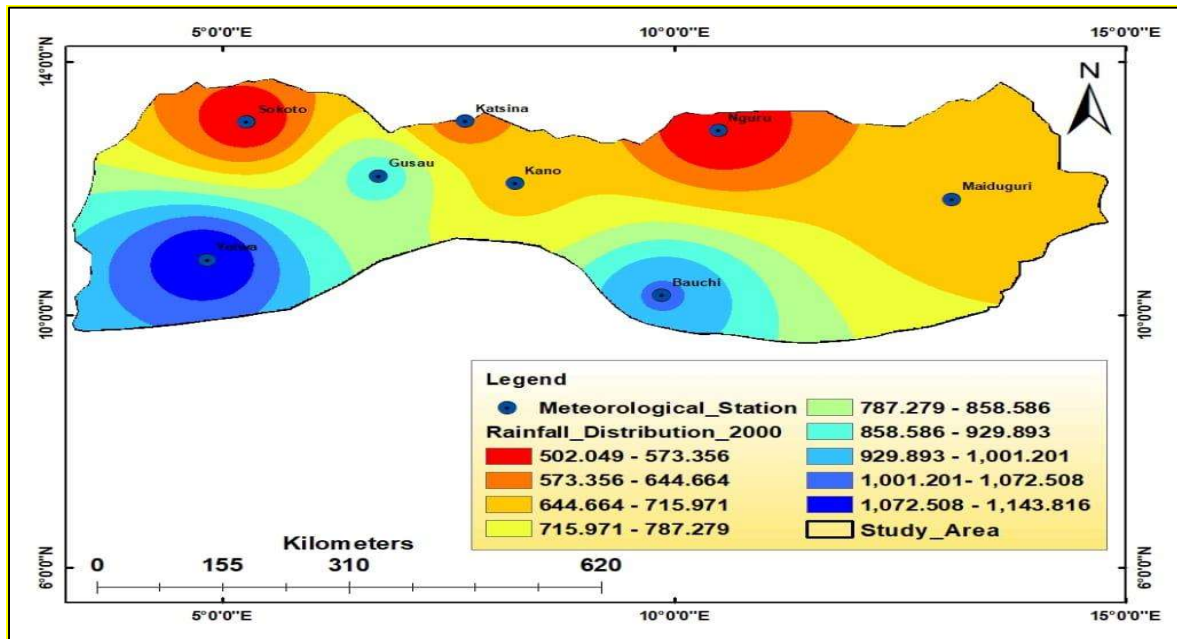 5°0'0"E 10°0'0"E 15°0'0"E
14°0'0"N 14°0'0"N
N
Sokoto Katsina Nguru
Gusau Kano
Maiduguri
Bauchi
10°0'0"N 10°0'0"N
Legend
Meteorological_Station
Rainfall_Distribution_2000
502.049 - 573.356
573.356 - 644.664
644.664 - 715.971
715.971 - 787.279
787.279 - 858.586
858.586 - 929.893
929.893 - 1,001.201
1,001.201- 1,072.508
1,072.508 - 1,143.816
Study_Area
Kilometers
0 155 310 620
6°0'0"N 6°0'0"N
5°0'0"E 10°0'0"E 15°0'0"E